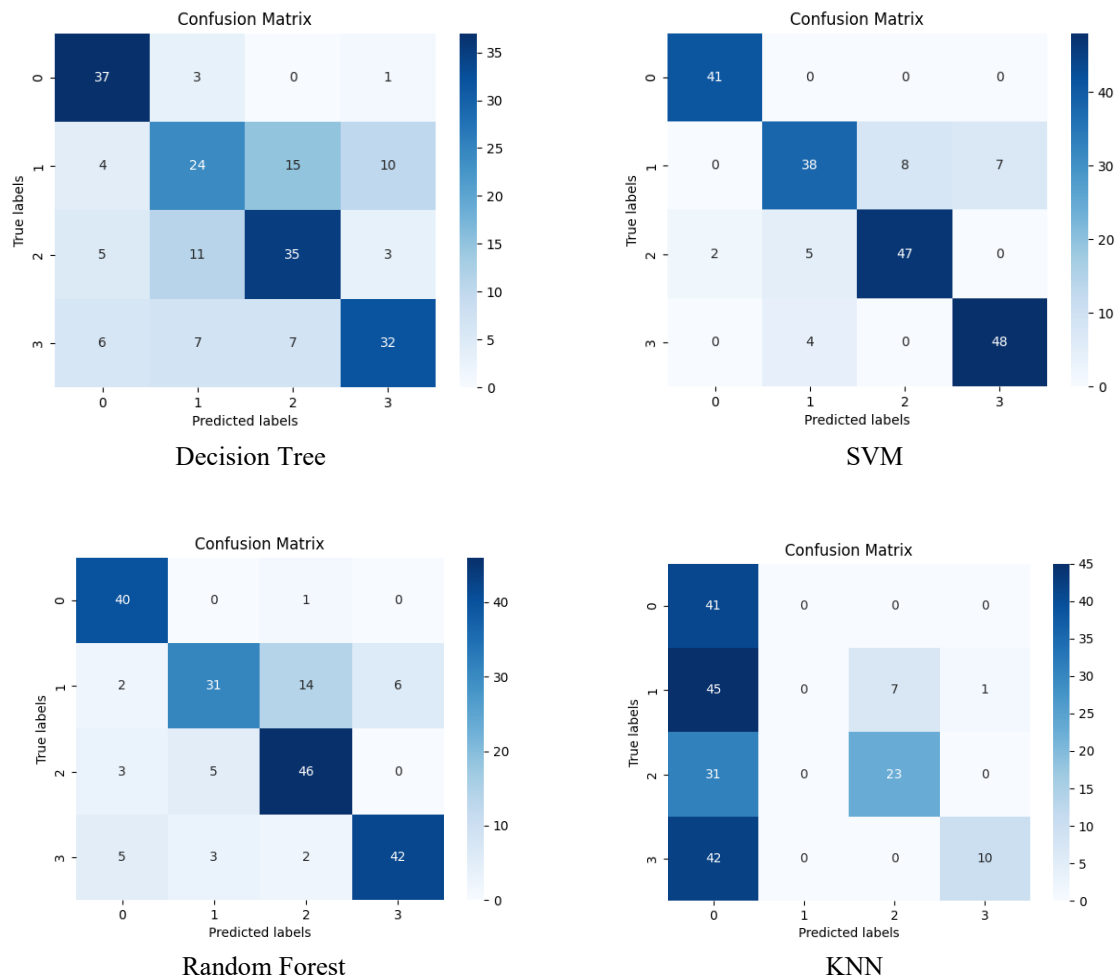 Confusion Matrix
35
30
25
20
15
10
5
0
True labels
0
1
2
3
37 3 0 1
4 24 15 10
5 11 35 3
6 7 7 32
0 1 2 3
Predicted labels
Decision Tree
Confusion Matrix
40
30
20
10
0
True labels
0
1
2
3
41 0 0 0
0 38 8 7
2 5 47 0
0 4 0 48
0 1 2 3
Predicted labels
SVM
Confusion Matrix
40
30
20
10
0
True labels
0
1
2
3
40 0 1 0
2 31 14 6
3 5 46 0
5 3 2 42
0 1 2 3
Predicted labels
Random Forest
Confusion Matrix
45
40
35
30
25
20
15
10
5
0
True labels
0
1
2
3
41 0 0 0
45 0 7 1
31 0 23 0
42 0 0 10
0 1 2 3
Predicted labels
KNN